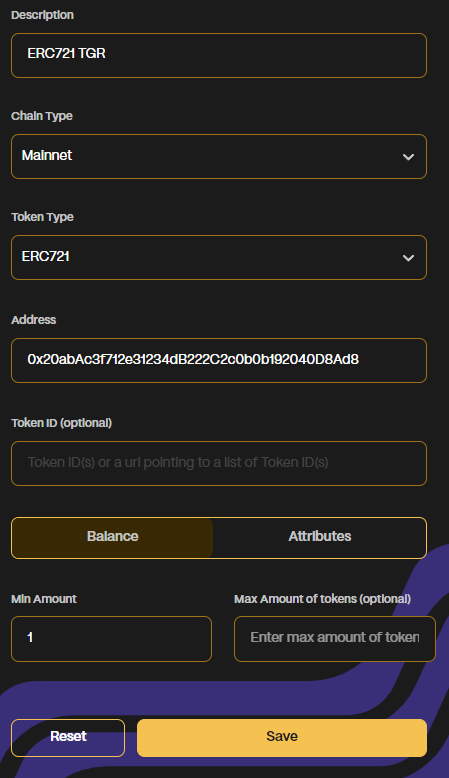 Description
ERC721 TGR
Chain Type
Mainnet
Token Type
ERC721
Address
0x20abAc3f712e31234dB222C2c0b0b192040D8Ad8
Token ID (optional)
Token ID(s) or a url pointing to a list of Token ID(s)
Balance Attributes
Min Amount Max Amount of tokens (optional)
1 Enter max amount of token
Reset Save